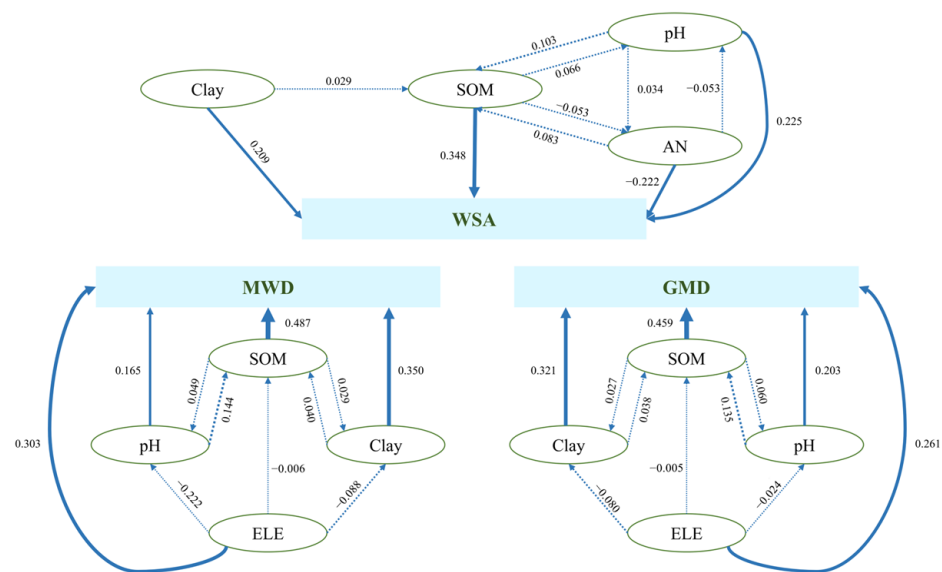 pH
0.103
0.066
Clay
0.029
SOM
0.034
−0.053
0.225
−0.053
0.083
AN
0.209
0.348
−0.222
WSA
MWD
GMD
0.487
0.459
SOM
SOM
0.165
0.049
0.144
0.029
0.040
0.350
0.321
0.027
0.038
0.060
0.135
0.203
0.303
pH
Clay
Clay
pH
0.261
−0.006
−0.005
−0.222
−0.088
−0.080
−0.024
ELE
ELE